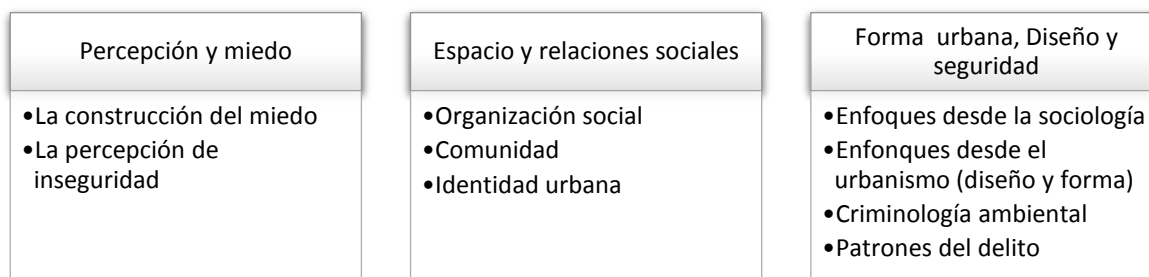 Percepción y miedo
•La construcción del miedo
•La percepción de
inseguridad
Espacio y relaciones sociales
•Organización social
•Comunidad
•Identidad urbana
Forma urbana, Diseño y
seguridad
•Enfoques desde la sociología
•Enfonques desde el
urbanismo (diseño y forma)
•Criminología ambiental
•Patrones del delito